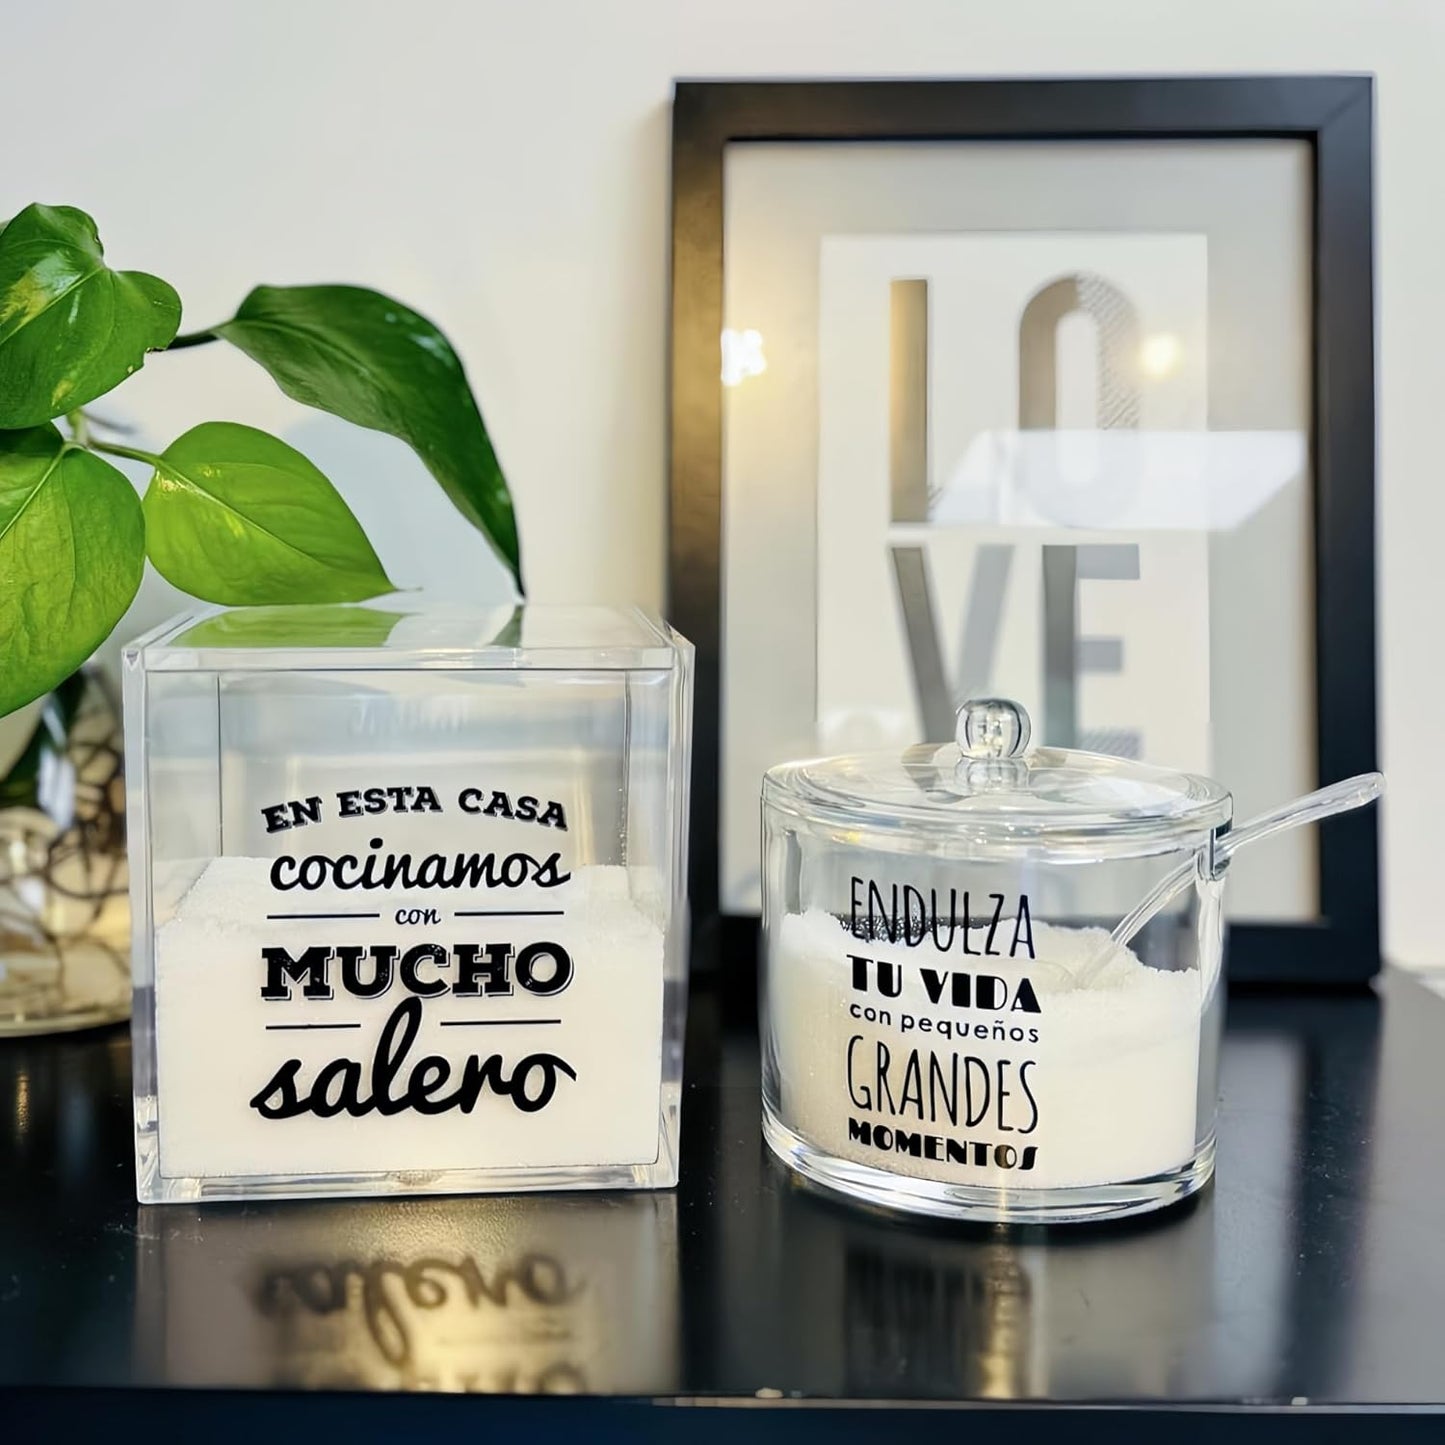 EN ESTA CASA
cocinamos
con
MUCHO
salero
LO
VE
ENDULZA
TU VIDA
con pequeños
GRANDES
MOMENTOS